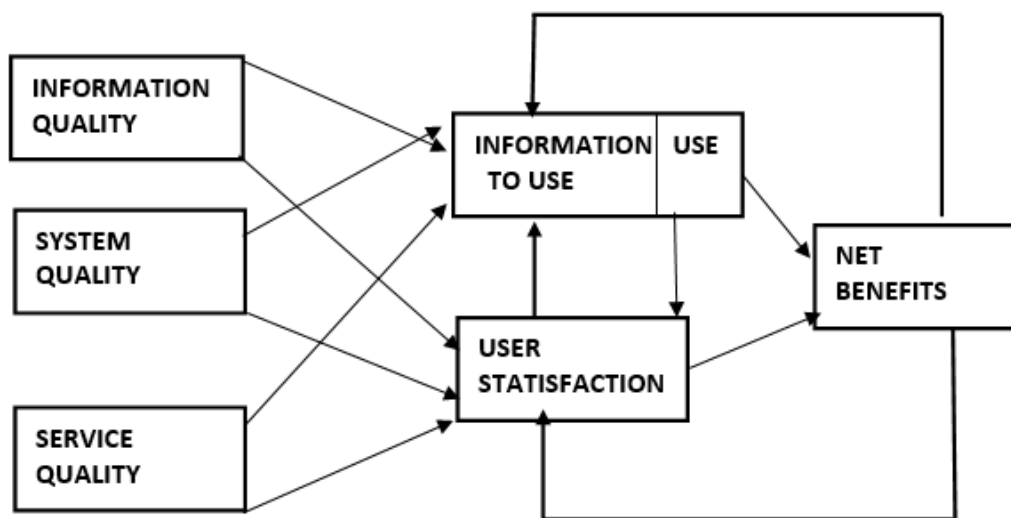 INFORMATION
QUALITY
SYSTEM
QUALITY
SERVICE
QUALITY
INFORMATION
TO USE
USE
USER
STATISFACTION
NET
BENEFITS